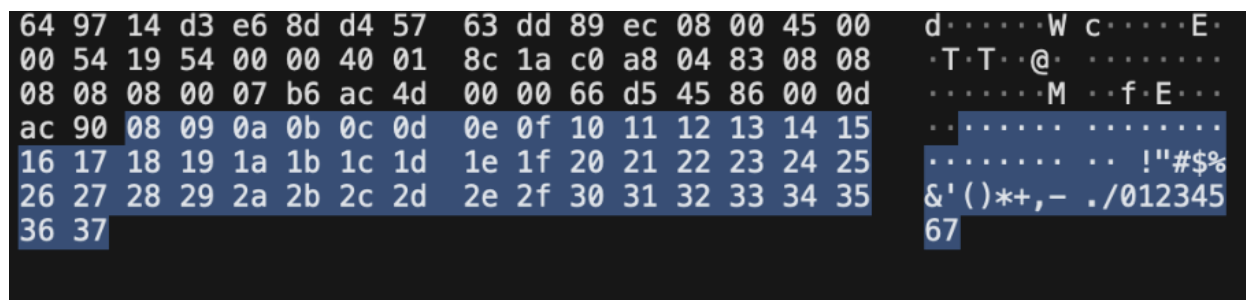 64 97 14 d3 e6 8d d4 57 63 dd 89 ec 08 00 45 00 d······W c·····E·
00 54 19 54 00 00 40 01 8c 1a c0 a8 04 83 08 08 ·T·T··@· ········
08 08 08 00 07 b6 ac 4d 00 00 66 d5 45 86 00 0d ·······M ··f·E···
ac 90 08 09 0a 0b 0c 0d 0e 0f 10 11 12 13 14 15 ········ ········
16 17 18 19 1a 1b 1c 1d 1e 1f 20 21 22 23 24 25 ········ ·· !"#$%
26 27 28 29 2a 2b 2c 2d 2e 2f 30 31 32 33 34 35 &'()*+,- ./012345
36 37 67